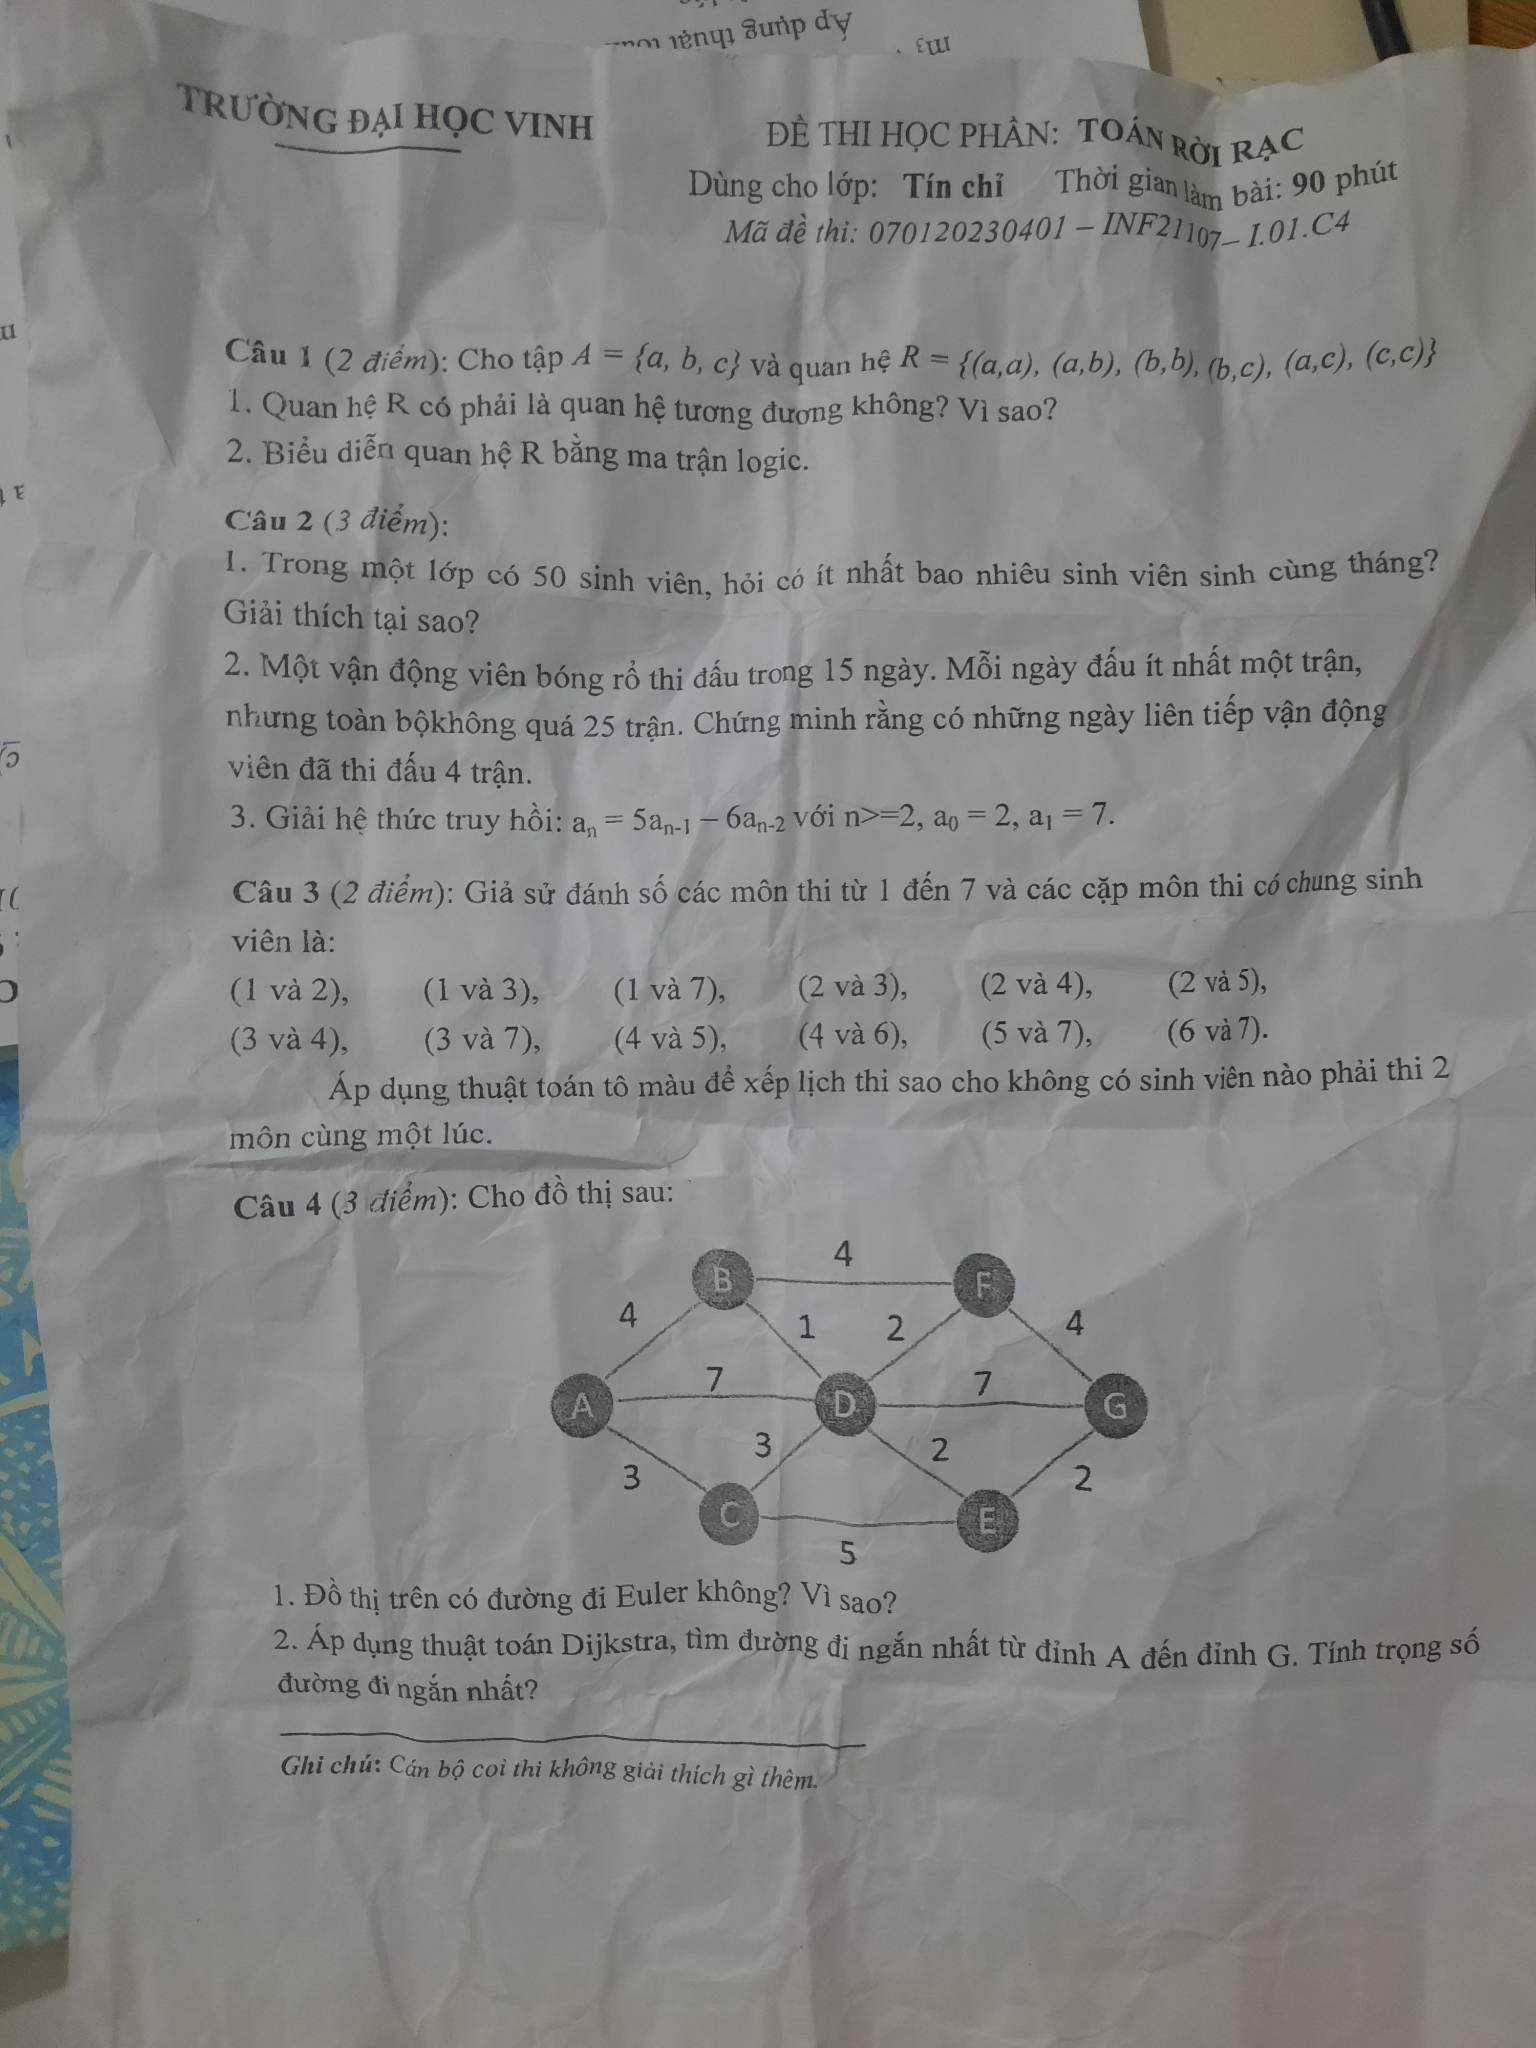 Áp dụng thuật toán
m3
TRƯỜNG ĐẠI HỌC VINH
ĐỀ THI HỌC PHẦN: TOÁN RỜI RẠC
Dùng cho lớp: Tín chỉ Thời gian làm bài: 90 phút
Mã đề thi: 070120230401 – INF21107– I.01.C4
Câu 1 (2 điểm): Cho tập A = {a, b, c} và quan hệ R = {(a,a), (a,b), (b,b), (b,c), (a,c), (c,c)}
1. Quan hệ R có phải là quan hệ tương đương không? Vì sao?
2. Biểu diễn quan hệ R bằng ma trận logic.
Câu 2 (3 điểm):
1. Trong một lớp có 50 sinh viên, hỏi có ít nhất bao nhiêu sinh viên sinh cùng tháng?
Giải thích tại sao?
2. Một vận động viên bóng rổ thi đấu trong 15 ngày. Mỗi ngày đấu ít nhất một trận,
nhưng toàn bộkhông quá 25 trận. Chứng minh rằng có những ngày liên tiếp vận động
viên đã thi đấu 4 trận.
3. Giải hệ thức truy hồi: aₙ = 5aₙ₋₁ – 6aₙ₋₂ với n>=2, a₀ = 2, a₁ = 7.
Câu 3 (2 điểm): Giả sử đánh số các môn thi từ 1 đến 7 và các cặp môn thi có chung sinh
viên là:
(1 và 2), (1 và 3), (1 và 7), (2 và 3), (2 và 4), (2 và 5),
(3 và 4), (3 và 7), (4 và 5), (4 và 6), (5 và 7), (6 và 7).
Áp dụng thuật toán tô màu để xếp lịch thi sao cho không có sinh viên nào phải thi 2
môn cùng một lúc.
Câu 4 (3 điểm): Cho đồ thị sau:
4
B F
4 1 2 4
7 7
A D G
3 2
3 2
C E
5
1. Đồ thị trên có đường đi Euler không? Vì sao?
2. Áp dụng thuật toán Dijkstra, tìm đường đi ngắn nhất từ đỉnh A đến đỉnh G. Tính trọng số
đường đi ngắn nhất?
Ghi chú: Cán bộ coi thi không giải thích gì thêm.